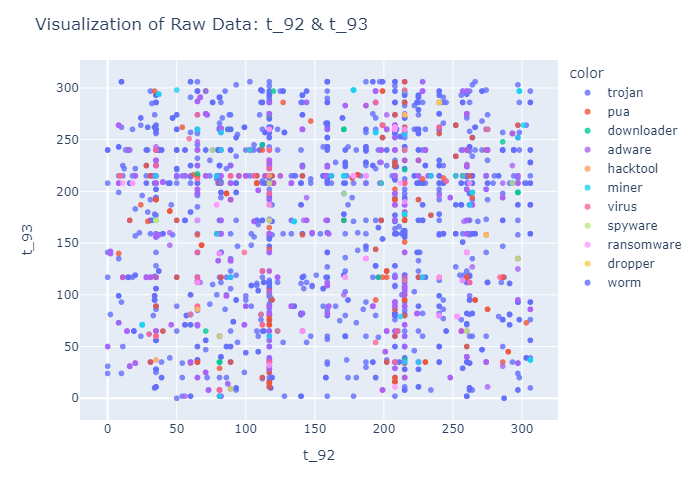 Visualization of Raw Data: t_92 & t_93
color
trojan
pua
downloader
adware
hacktool
miner
virus
spyware
ransomware
dropper
worm
t_93
300
250
200
150
100
50
0
0 50 100 150 200 250 300
t_92